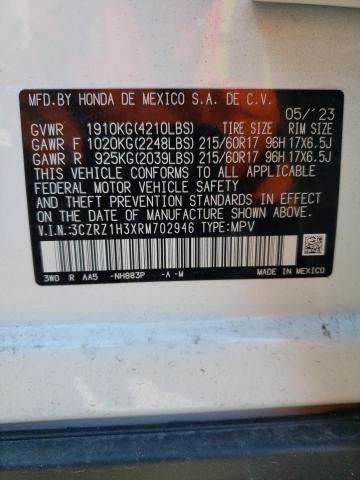 MFD.BY HONDA DE MEXICO S.A. DE C.V.
05/´23
GVWR 1910KG(4210LBS) TIRE SIZE RIM SIZE
GAWR F 1020KG(2248LBS) 215/60R17 96H 17X6.5J
GAWR R 925KG(2039LBS) 215/60R17 96H 17X6.5J
THIS VEHICLE CONFORMS TO ALL APPLICABLE
FEDERAL MOTOR VEHICLE SAFETY, BUMPER, AND
THEFT PREVENTION STANDARDS IN EFFECT
ON THE DATE OF MANUFACTURE SHOWN ABOVE.
V.I.N.:3CZRZ1H3XRM702946 TYPE:MPV
3W0 R AA5 -NH883P -A -M MADE IN MEXICO